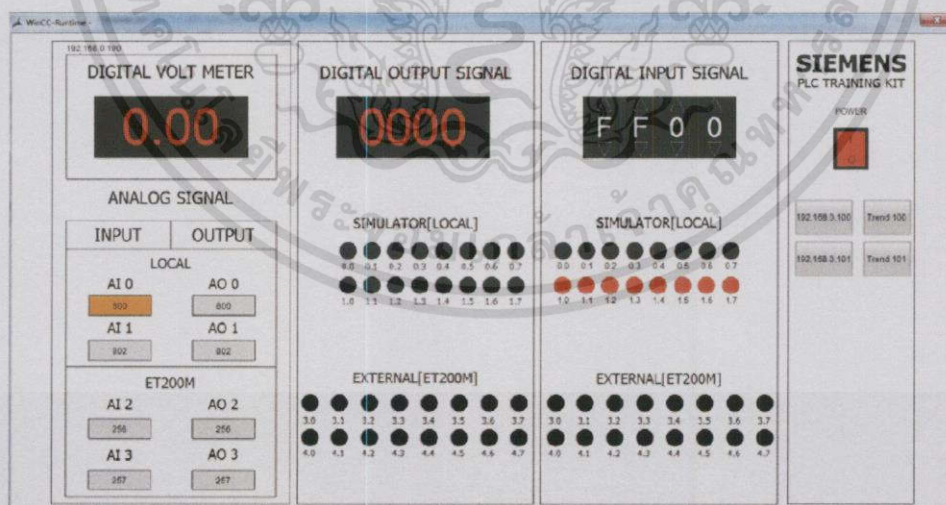 WinCC-Runtime -
192.168.0.190
DIGITAL VOLT METER
0.00
ANALOG SIGNAL
INPUT OUTPUT
LOCAL
AI 0 AO 0
800 800
AI 1 AO 1
802 802
ET200M
AI 2 AO 2
256 256
AI 3 AO 3
267 267
DIGITAL OUTPUT SIGNAL
0000
SIMULATOR[LOCAL]
0.0 0.1 0.2 0.3 0.4 0.5 0.6 0.7
1.0 1.1 1.2 1.3 1.4 1.5 1.6 1.7
EXTERNAL[ET200M]
3.0 3.1 3.2 3.3 3.4 3.5 3.6 3.7
4.0 4.1 4.2 4.3 4.4 4.5 4.6 4.7
DIGITAL INPUT SIGNAL
F F 0 0
SIMULATOR[LOCAL]
0.0 0.1 0.2 0.3 0.4 0.5 0.6 0.7
1.0 1.1 1.2 1.3 1.4 1.5 1.6 1.7
EXTERNAL[ET200M]
3.0 3.1 3.2 3.3 3.4 3.5 3.6 3.7
4.0 4.1 4.2 4.3 4.4 4.5 4.6 4.7
SIEMENS
PLC TRAINING KIT
POWER
192.168.0.100 Trend 100
192.168.0.101 Trend 101